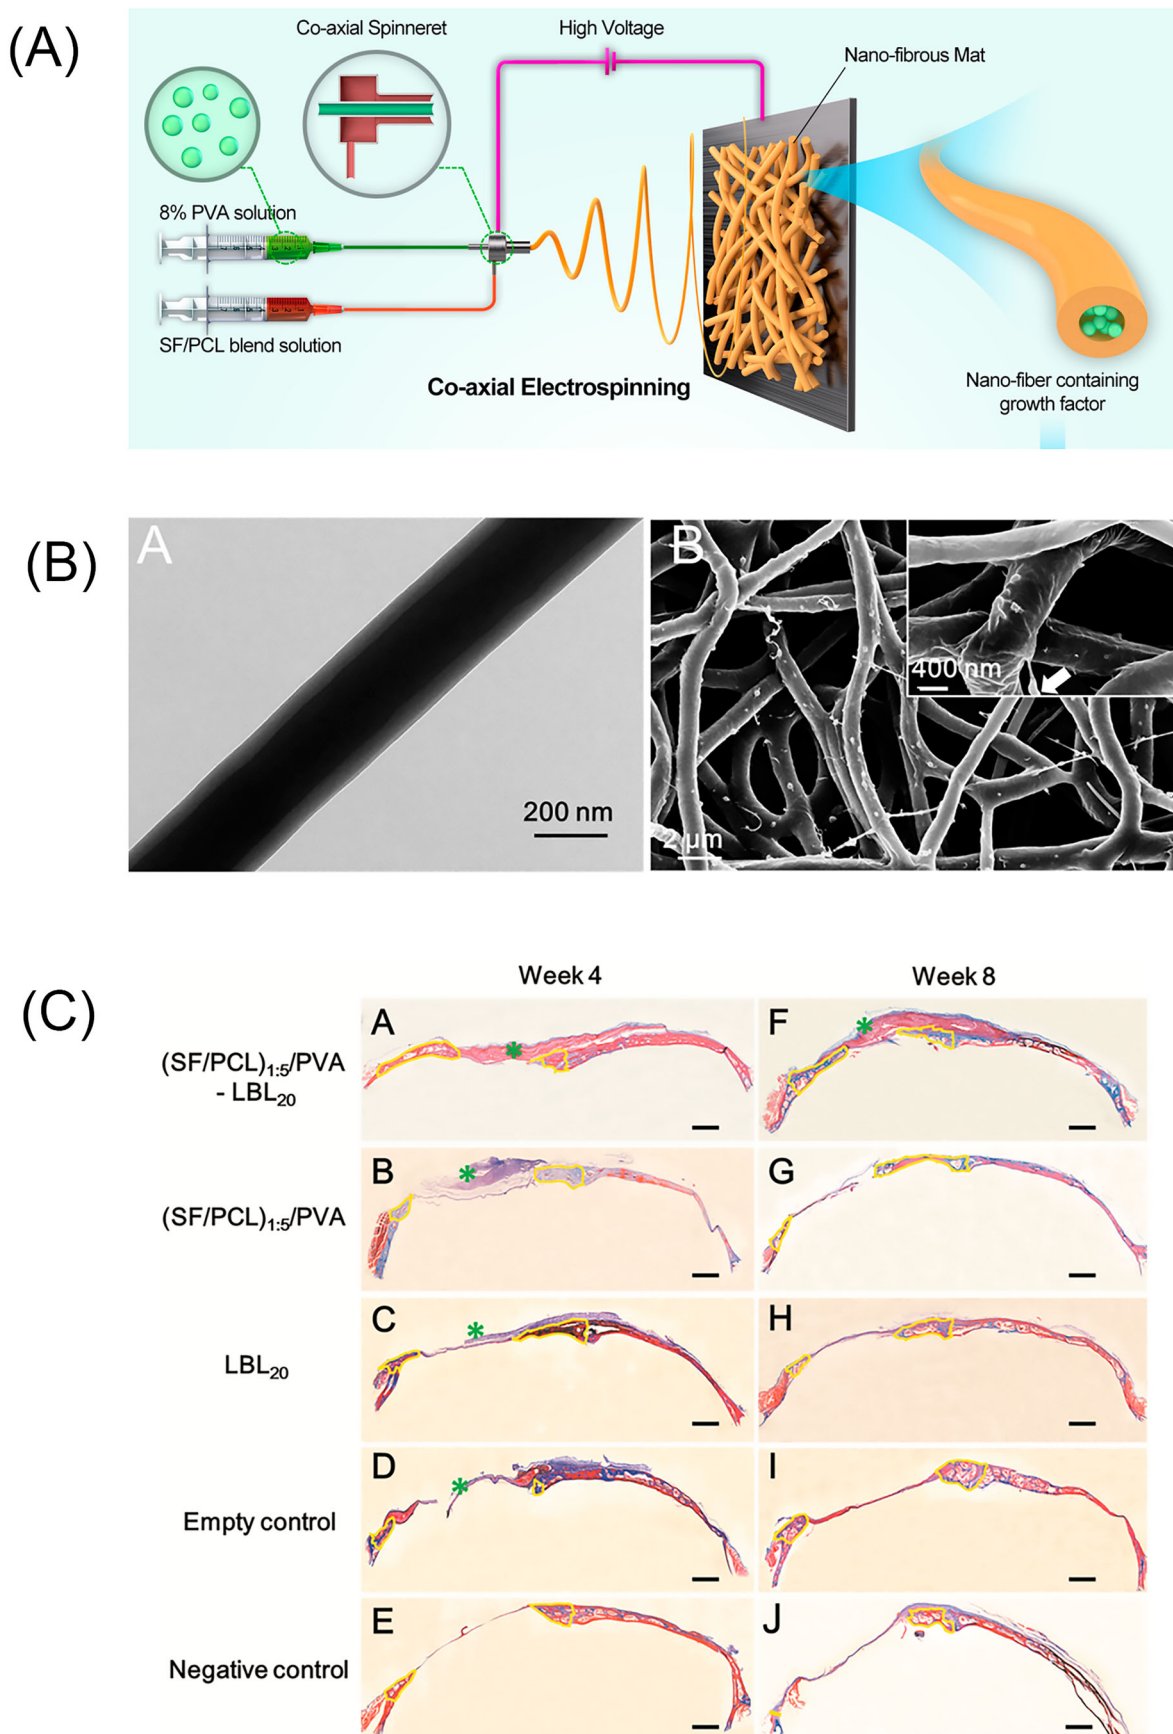 (A)
Co-axial Spinneret
High Voltage
Nano-fibrous Mat
8% PVA solution
SF/PCL blend solution
Co-axial Electrospinning
Nano-fiber containing
growth factor
(B)
A
200 nm
B
400 nm
2 μm
(C)
Week 4
Week 8
(SF/PCL)1:5/PVA
- LBL20
A
*
F
*
(SF/PCL)1:5/PVA
B
*
G
LBL20
C
*
H
Empty control
D
*
I
Negative control
E
J